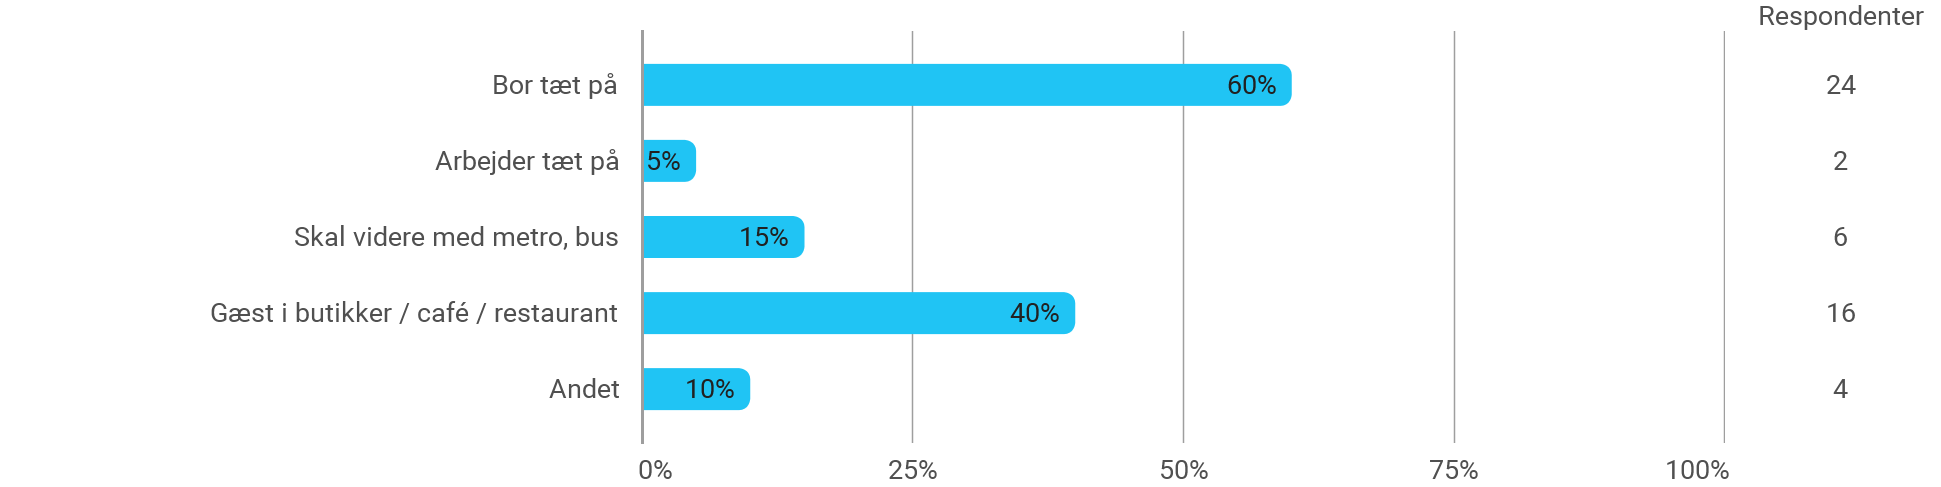 Respondenter
Bor tæt på 60% 24
Arbejder tæt på 5% 2
Skal videre med metro, bus 15% 6
Gæst i butikker / café / restaurant 40% 16
Andet 10% 4
0% 25% 50% 75% 100%